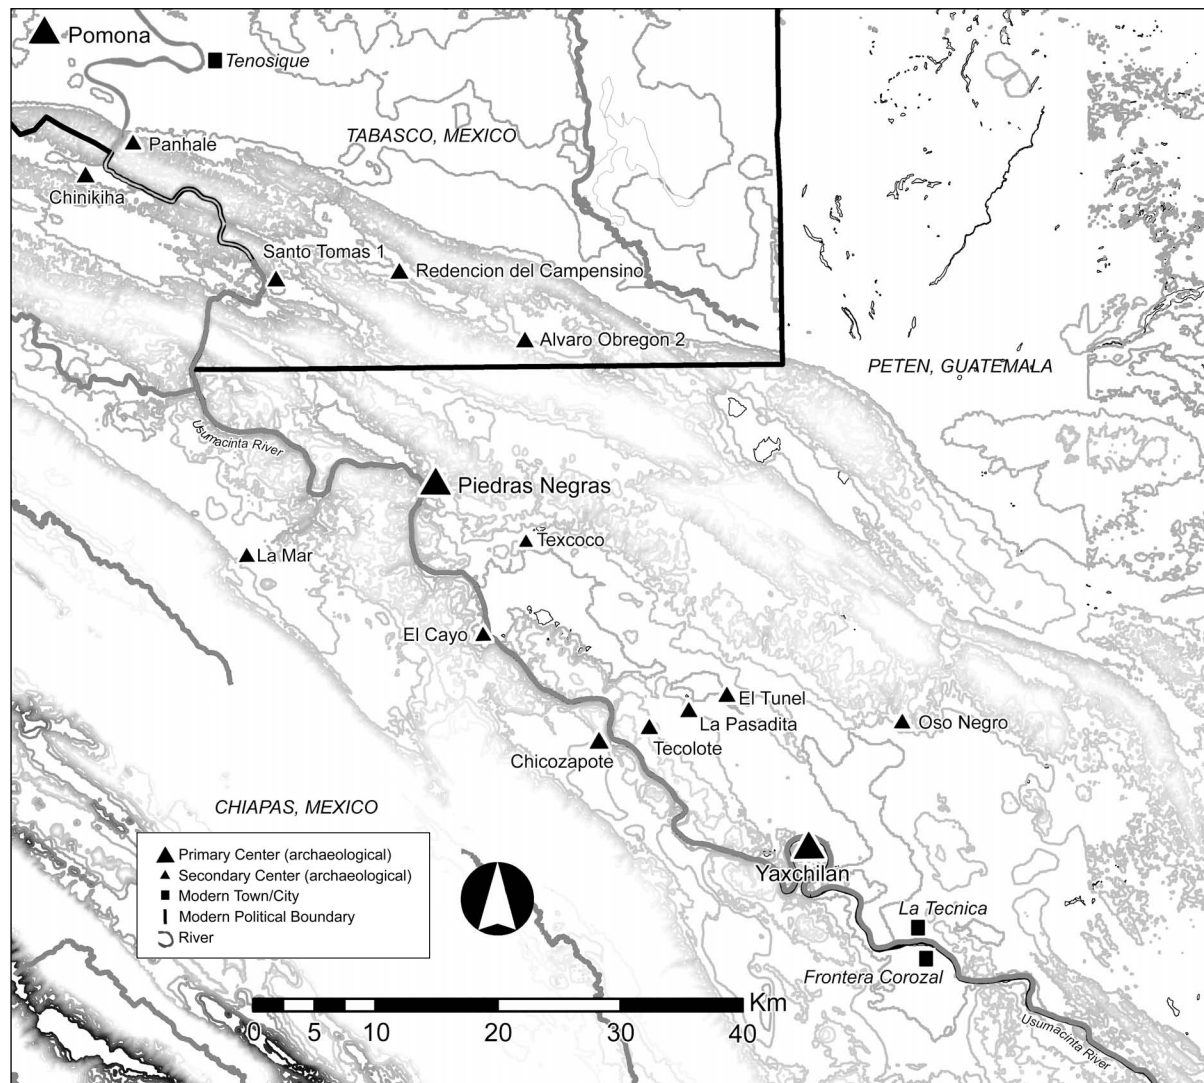 Pomona
Tenosique
TABASCO, MEXICO
Panhale
Chinikiha
Santo Tomas 1
Redencion del Campensino
Alvaro Obregon 2
PETEN, GUATEMALA
Usumacinta River
Piedras Negras
Texcoco
La Mar
El Cayo
El Tunel
La Pasadita
Oso Negro
Tecolote
Chicozapote
CHIAPAS, MEXICO
Primary Center (archaeological)
Secondary Center (archaeological)
Modern Town/City
Modern Political Boundary
River
Yaxchilan
La Tecnica
Frontera Corozal
Km
0 5 10 20 30 40
Usumacinta River